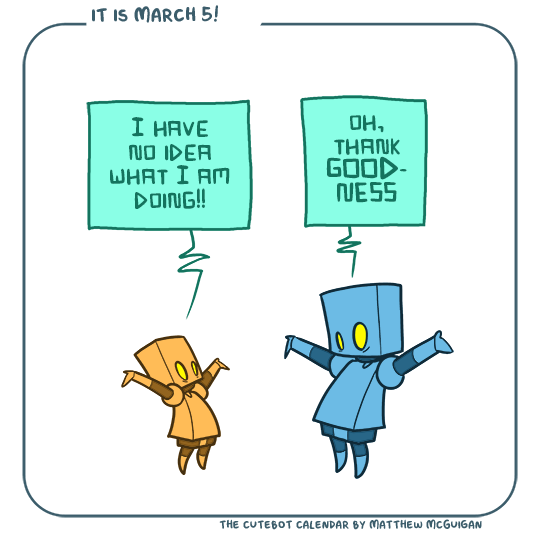 IT IS MARCH 5!
I HAVE
NO IDEA
WHAT I AM
DOING!!
OH,
THANK
GOOD-
NESS
THE CUTEBOT CALENDAR BY MATTHEW MCGUIGAN